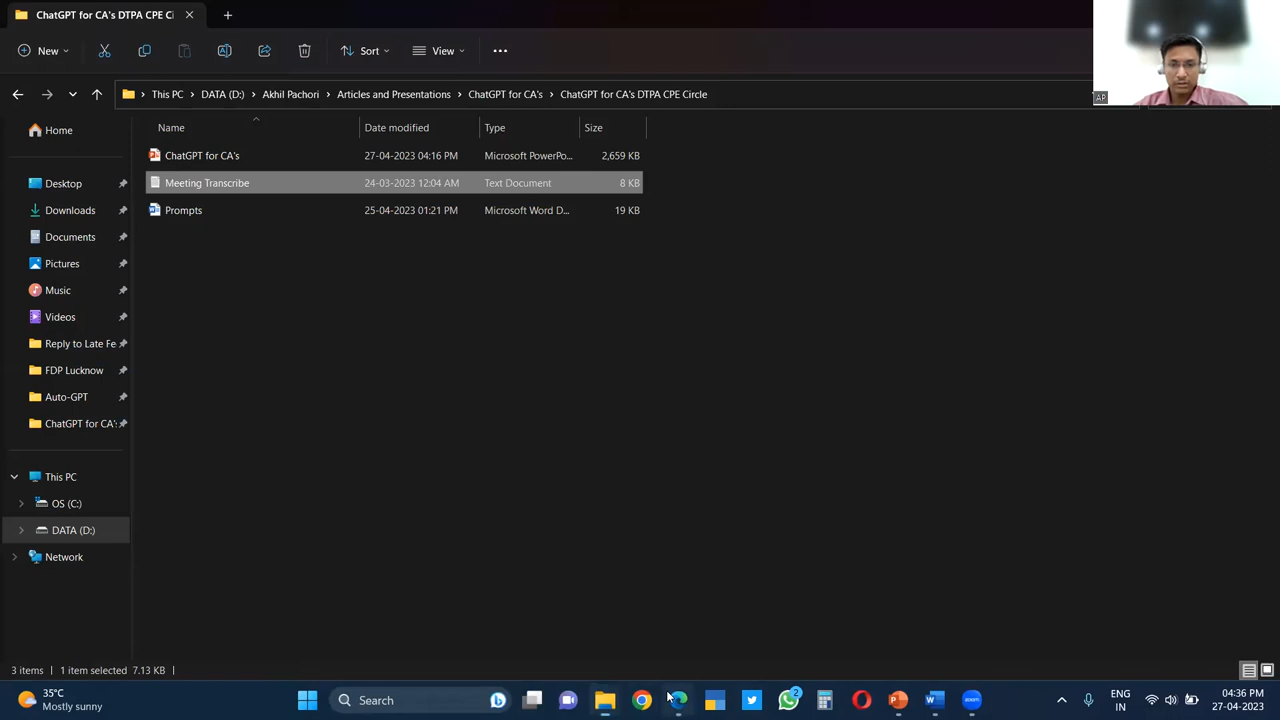 ChatGPT for CA's DTPA CPE Ci
New
Sort
View
This PC > DATA (D:) > Akhil Pachori > Articles and Presentations > ChatGPT for CA's > ChatGPT for CA's DTPA CPE Circle
AP
Name Date modified Type Size
ChatGPT for CA's 27-04-2023 04:16 PM Microsoft PowerPo... 2,659 KB
Meeting Transcribe 24-03-2023 12:04 AM Text Document 8 KB
Prompts 25-04-2023 01:21 PM Microsoft Word D... 19 KB
Home
Desktop
Downloads
Documents
Pictures
Music
Videos
Reply to Late Fe
FDP Lucknow
Auto-GPT
ChatGPT for CA's
This PC
OS (C:)
DATA (D:)
Network
3 items 1 item selected 7.13 KB
35°C
Mostly sunny
Search
2
zoom
ENG
IN
04:36 PM
27-04-2023